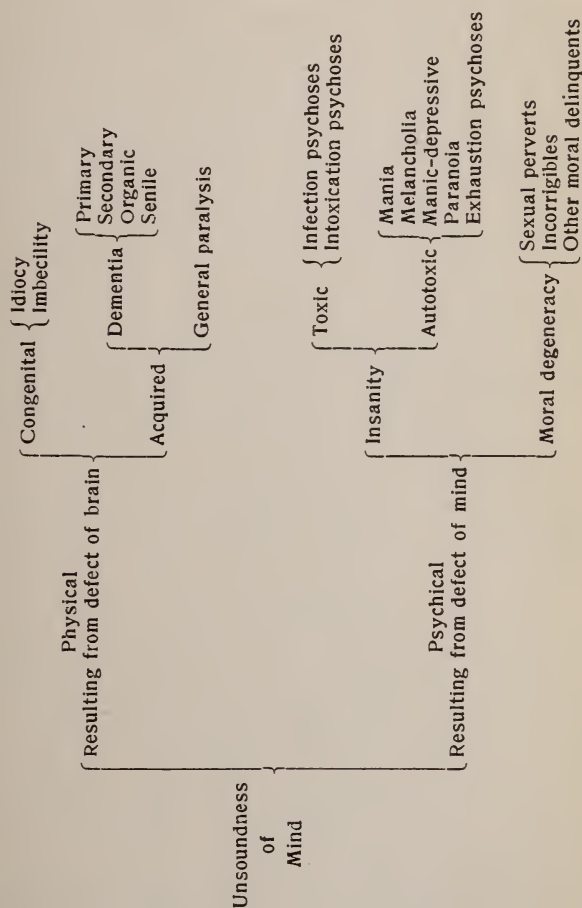 Unsoundness
of
Mind
Physical
Resulting from defect of brain
Congenital
Idiocy
Imbecility
Acquired
Dementia
Primary
Secondary
Organic
Senile
General paralysis
Psychical
Resulting from defect of mind
Insanity
Toxic
Infection psychoses
Intoxication psychoses
Autotoxic
Mania
Melancholia
Manic-depressive
Paranoia
Exhaustion psychoses
Moral degeneracy
Sexual perverts
Incorrigibles
Other moral delinquents